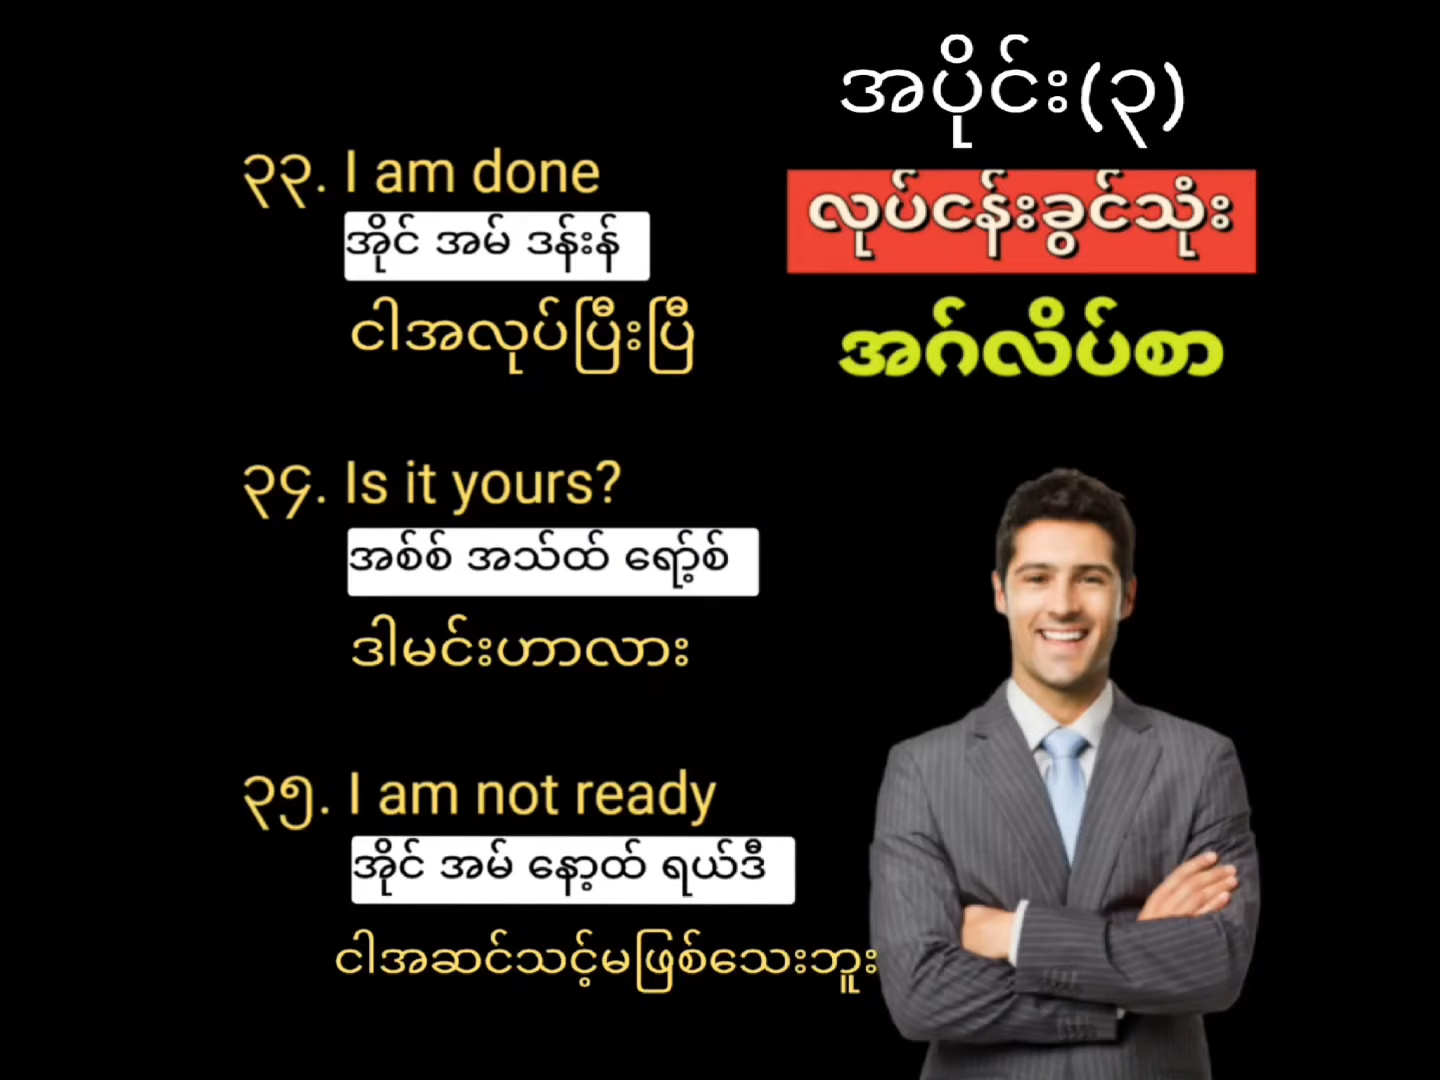 အပိုင်း(၃)
လုပ်ငန်းခွင်သုံး
အင်္ဂလိပ်စာ
၃၃. I am done
အိုင် အမ် ဒန်းန်
ငါအလုပ်ပြီးပြီ
၃၄. Is it yours?
အစ်စ် အသ်ထ် ရော့်စ်
ဒါမင်းဟာလား
၃၅. I am not ready
အိုင် အမ် နော့ထ် ရယ်ဒီ
ငါအဆင်သင့်မဖြစ်သေးဘူး